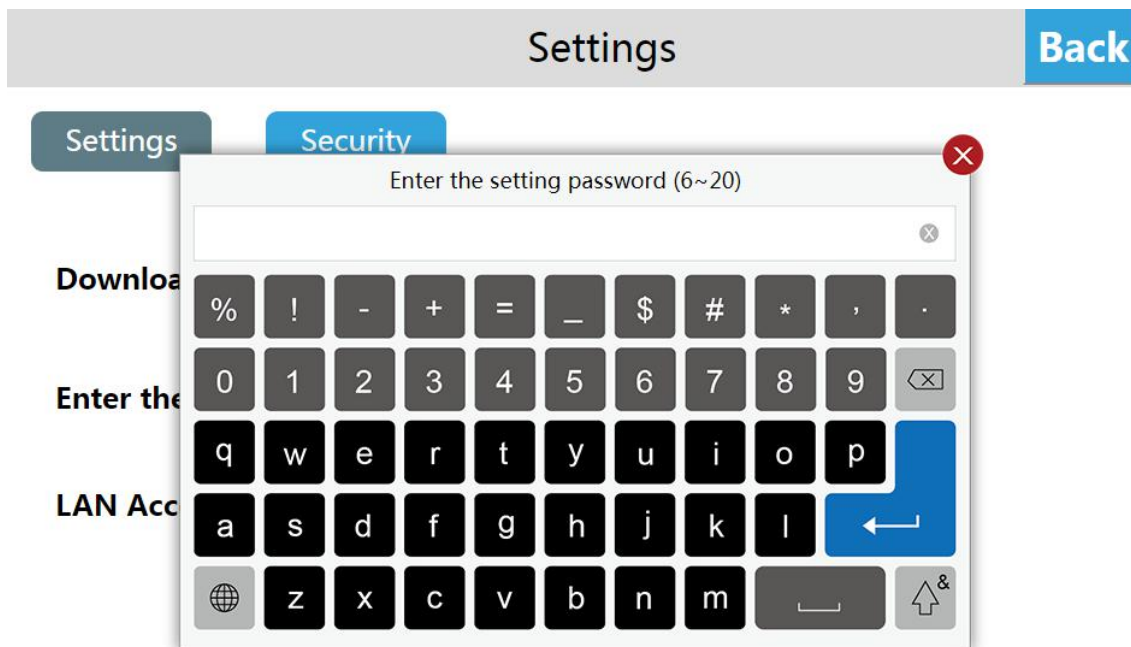 Settings
Back
Settings
Security
Enter the setting password (6~20)
Downloa
% ! - + = _ $ # * , .
0 1 2 3 4 5 6 7 8 9
Enter the
q w e r t y u i o p
LAN Acc
a s d f g h j k l
z x c v b n m &